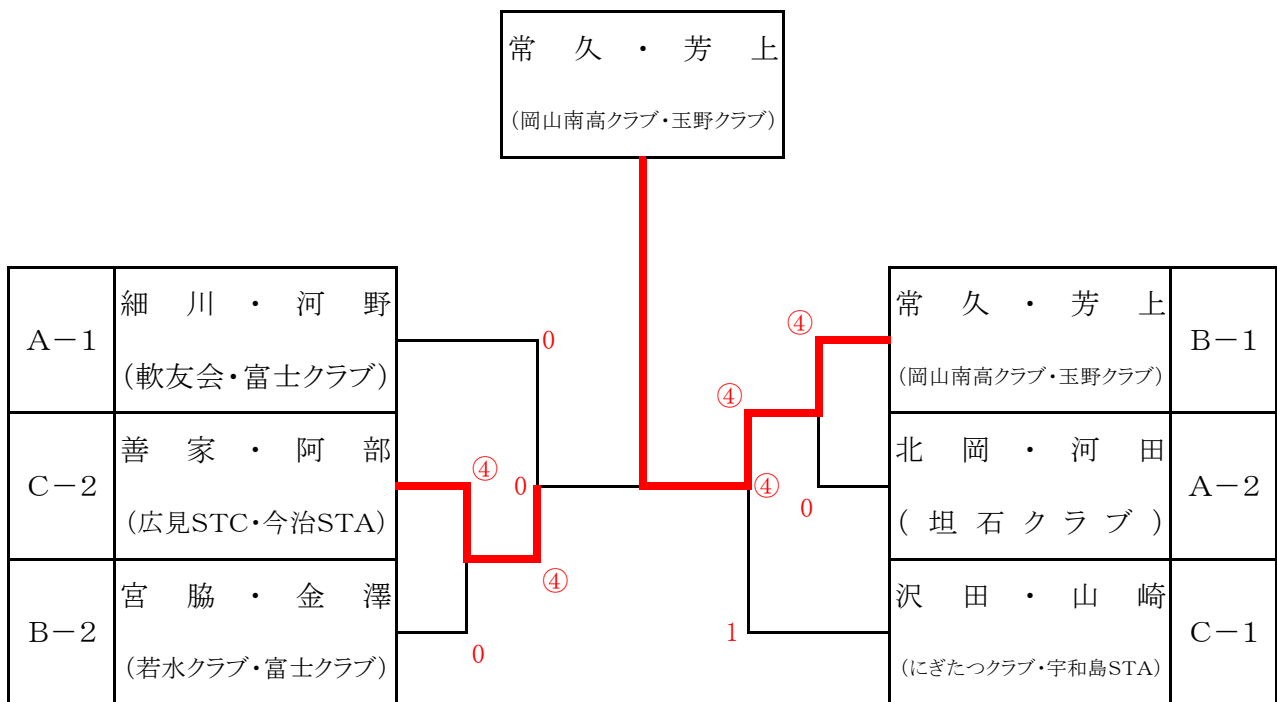 常久・芳上
(岡山南高クラブ・玉野クラブ)
A-1
細川・河野
(軟友会・富士クラブ)
C-2
善家・阿部
(広見STC・今治STA)
B-2
宮脇・金澤
(若水クラブ・富士クラブ)
0
④
0
④
0
④
④
④
0
1
常久・芳上
(岡山南高クラブ・玉野クラブ)
B-1
北岡・河田
(坦石クラブ)
A-2
沢田・山崎
(にぎたつクラブ・宇和島STA)
C-1